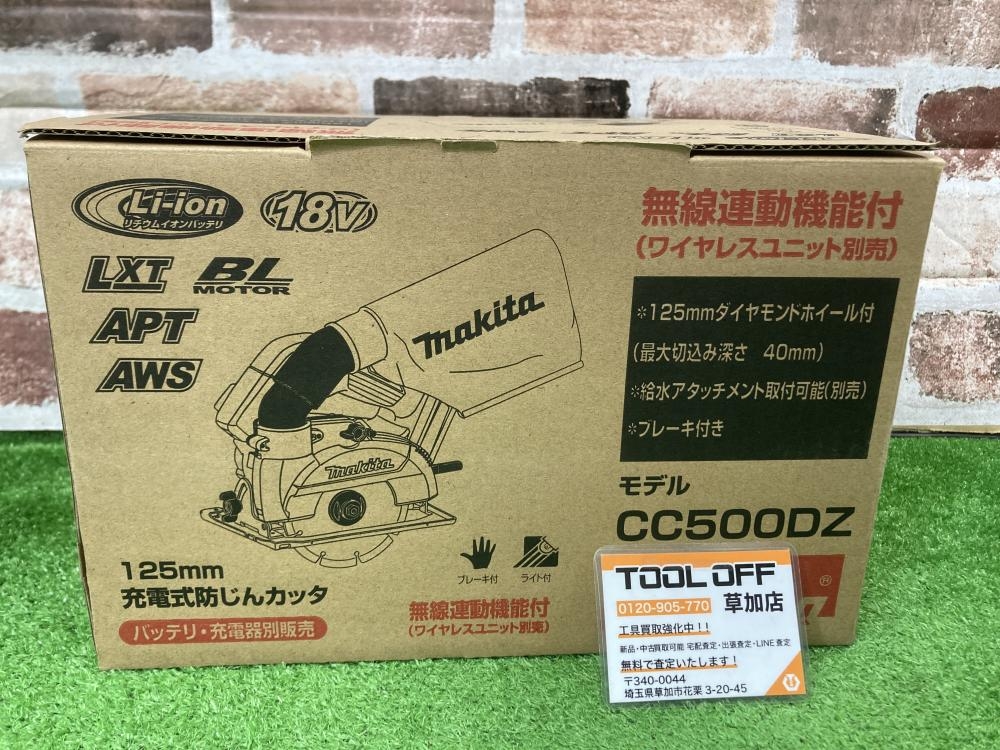 Li-ion
リチウムイオンバッテリ
18V
LXT
BL
MOTOR
APT
AWS
makita
makita
125mm
充電式防じんカッタ
バッテリ・充電器別販売
ブレーキ付
ライト付
無線連動機能付
(ワイヤレスユニット別売)
無線連動機能付
(ワイヤレスユニット別売)
※125mmダイヤモンドホイール付
(最大切込み深さ 40mm)
※給水アタッチメント取付可能(別売)
※ブレーキ付き
モデル
CC500DZ
®
TOOL OFF
0120-905-770 草加店
工具買取強化中!!
新品・中古買取可能 宅配査定・出張査定・LINE査定
無料で査定いたします!
〒340-0044
埼玉県草加市花栗 3-20-45